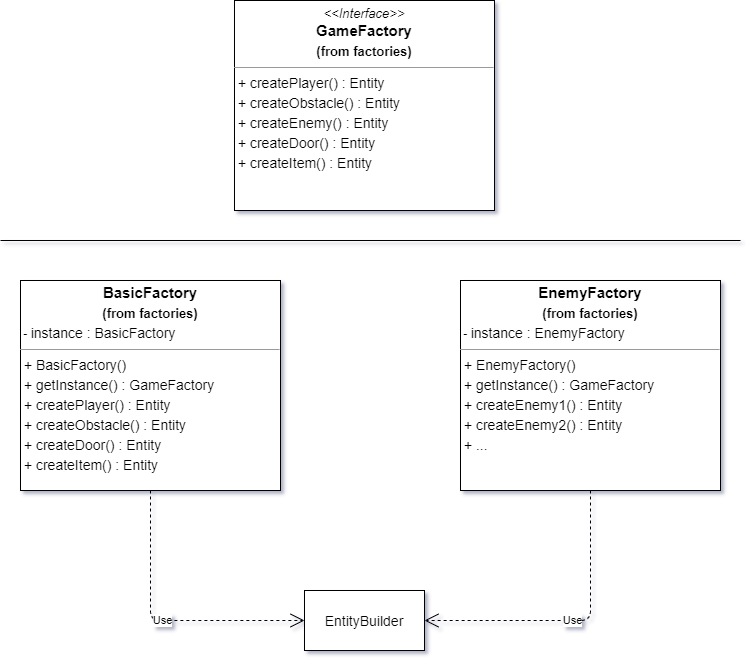 <<Interface>>
GameFactory
(from factories)
+ createPlayer() : Entity
+ createObstacle() : Entity
+ createEnemy() : Entity
+ createDoor() : Entity
+ createItem() : Entity
BasicFactory
(from factories)
- instance : BasicFactory
+ BasicFactory()
+ getInstance() : GameFactory
+ createPlayer() : Entity
+ createObstacle() : Entity
+ createDoor() : Entity
+ createItem() : Entity
EnemyFactory
(from factories)
- instance : EnemyFactory
+ EnemyFactory()
+ getInstance() : GameFactory
+ createEnemy1() : Entity
+ createEnemy2() : Entity
+ ...
Use
EntityBuilder
Use